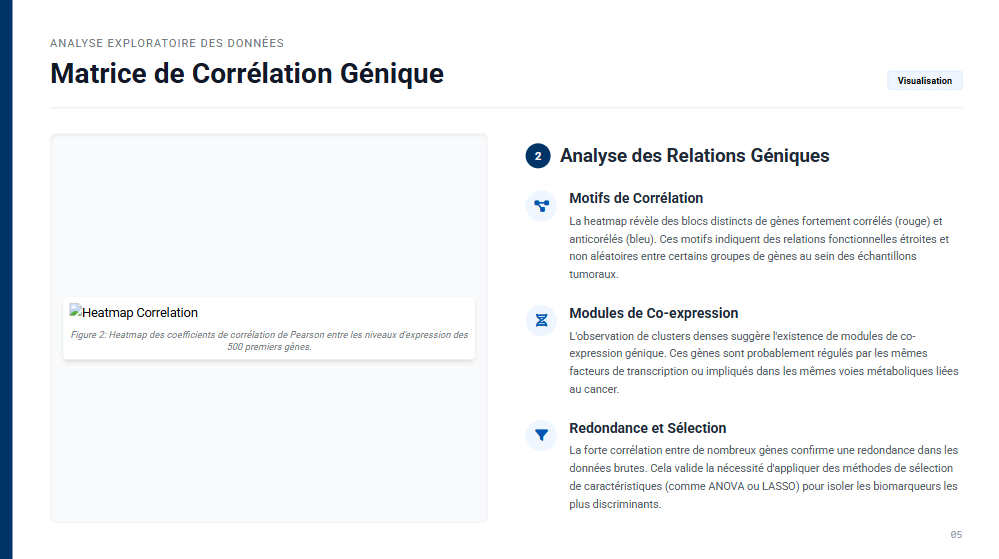 ANALYSE EXPLORATOIRE DES DONNÉES
Matrice de Corrélation Génique
Visualisation
Heatmap Correlation
Figure 2: Heatmap des coefficients de corrélation de Pearson entre les niveaux d'expression des
500 premiers gènes.
2
Analyse des Relations Géniques
Motifs de Corrélation
La heatmap révèle des blocs distincts de gènes fortement corrélés (rouge) et
anticorélés (bleu). Ces motifs indiquent des relations fonctionnelles étroites et
non aléatoires entre certains groupes de gènes au sein des échantillons
tumoraux.
Modules de Co-expression
L'observation de clusters denses suggère l'existence de modules de co-
expression génique. Ces gènes sont probablement régulés par les mêmes
facteurs de transcription ou impliqués dans les mêmes voies métaboliques liées
au cancer.
Redondance et Sélection
La forte corrélation entre de nombreux gènes confirme une redondance dans les
données brutes. Cela valide la nécessité d'appliquer des méthodes de sélection
de caractéristiques (comme ANOVA ou LASSO) pour isoler les biomarqueurs les
plus discriminants.
05